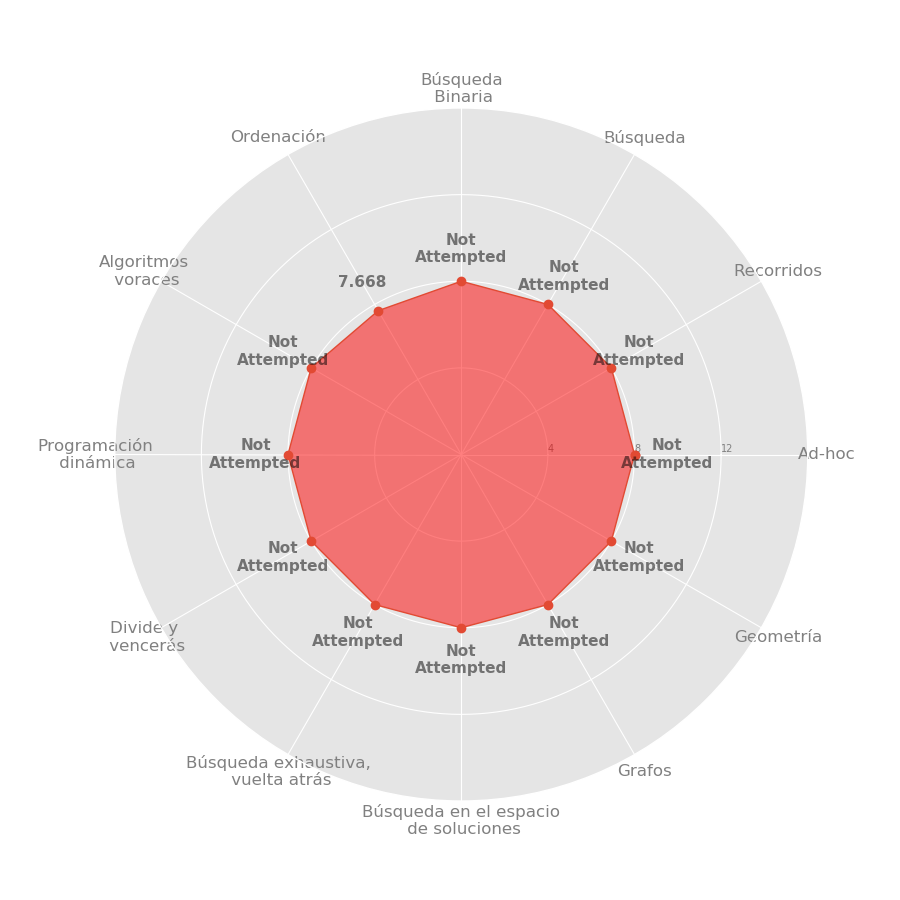 Búsqueda
Binaria
Ordenación
Búsqueda
Not
Attempted
Algoritmos
voraces
7.668
Not
Attempted
Recorridos
Not
Attempted
Not
Attempted
Programación
dinámica
Not
Attempted
4
8
12
Not
Attempted
Ad-hoc
Not
Attempted
Not
Attempted
Divide y
vencerás
Not
Attempted
Not
Attempted
Geometría
Not
Attempted
Búsqueda exhaustiva,
vuelta atrás
Grafos
Búsqueda en el espacio
de soluciones